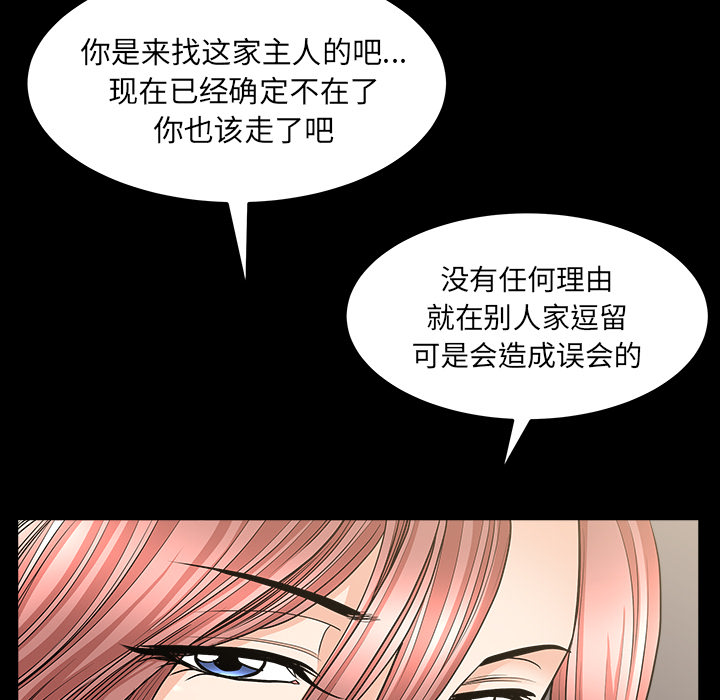 你是来找这家主人的吧...
现在已经确定不在了
你也该走了吧
没有任何理由
就在别人家逗留
可是会造成误会的